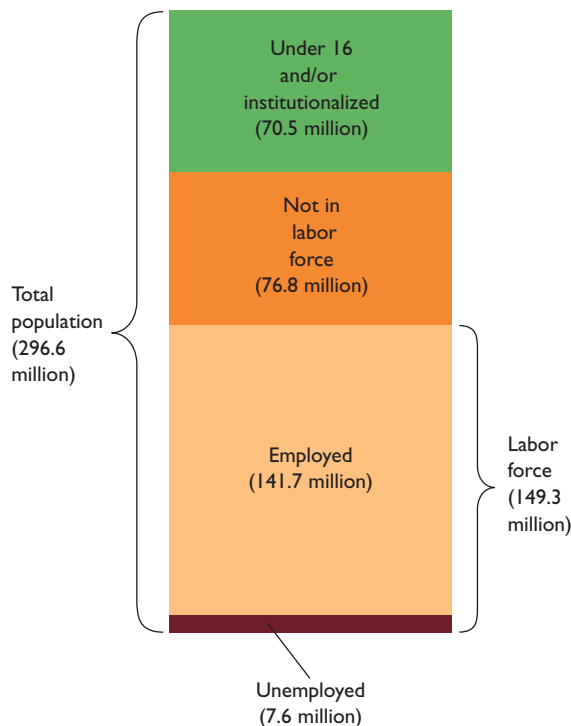 Under 16
and/or
institutionalized
(70.5 million)
Not in
labor
force
(76.8 million)
Total
population
(296.6
million)
Employed
(141.7 million)
Labor
force
(149.3
million)
Unemployed
(7.6 million)